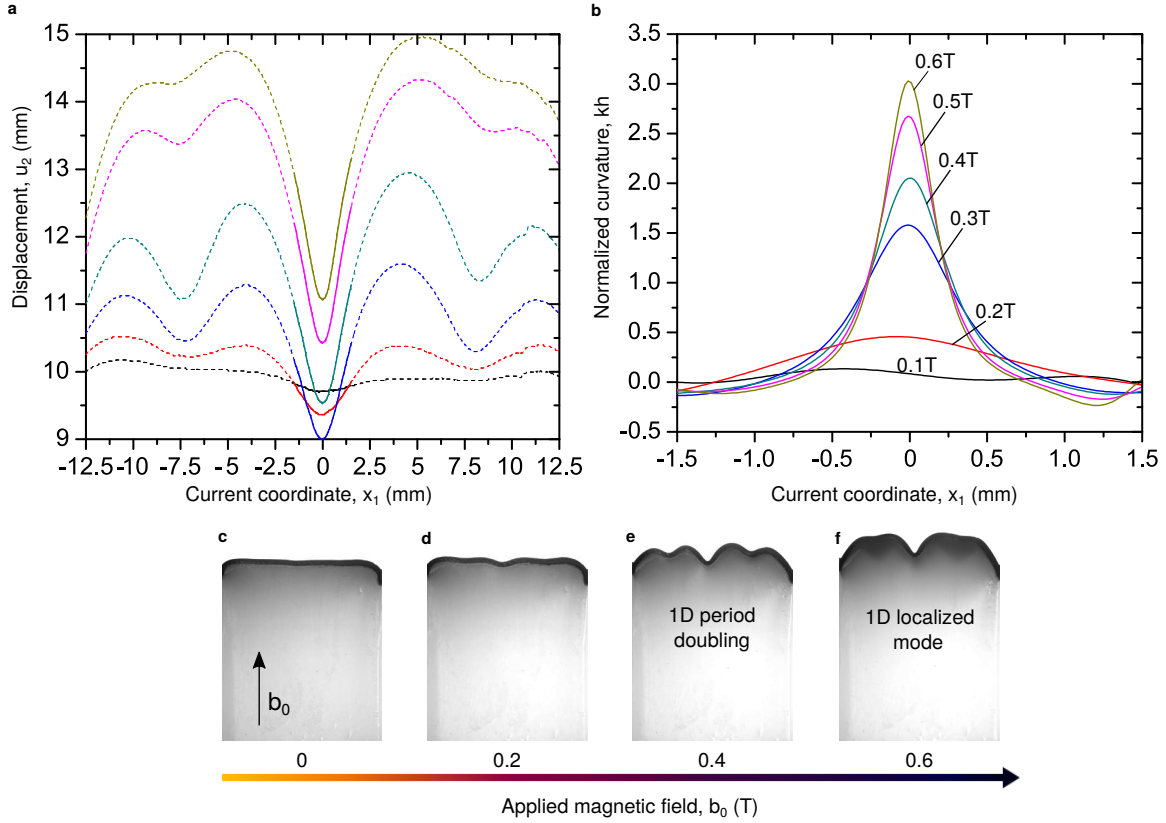 a
15
14
13
12
11
10
9
Displacement, u2 (mm)
-12.5 -10 -7.5 -5 -2.5 0 2.5 5 7.5 10 12.5
Current coordinate, x1 (mm)
b
3.5
3.0
2.5
2.0
1.5
1.0
0.5
0.0
-0.5
Normalized curvature, kh
0.6T
0.5T
0.4T
0.3T
0.2T
0.1T
-1.5 -1.0 -0.5 0 0.5 1.0 1.5
Current coordinate, x1 (mm)
c
b0
d
e
1D period
doubling
f
1D localized
mode
0 0.2 0.4 0.6
Applied magnetic field, b0 (T)